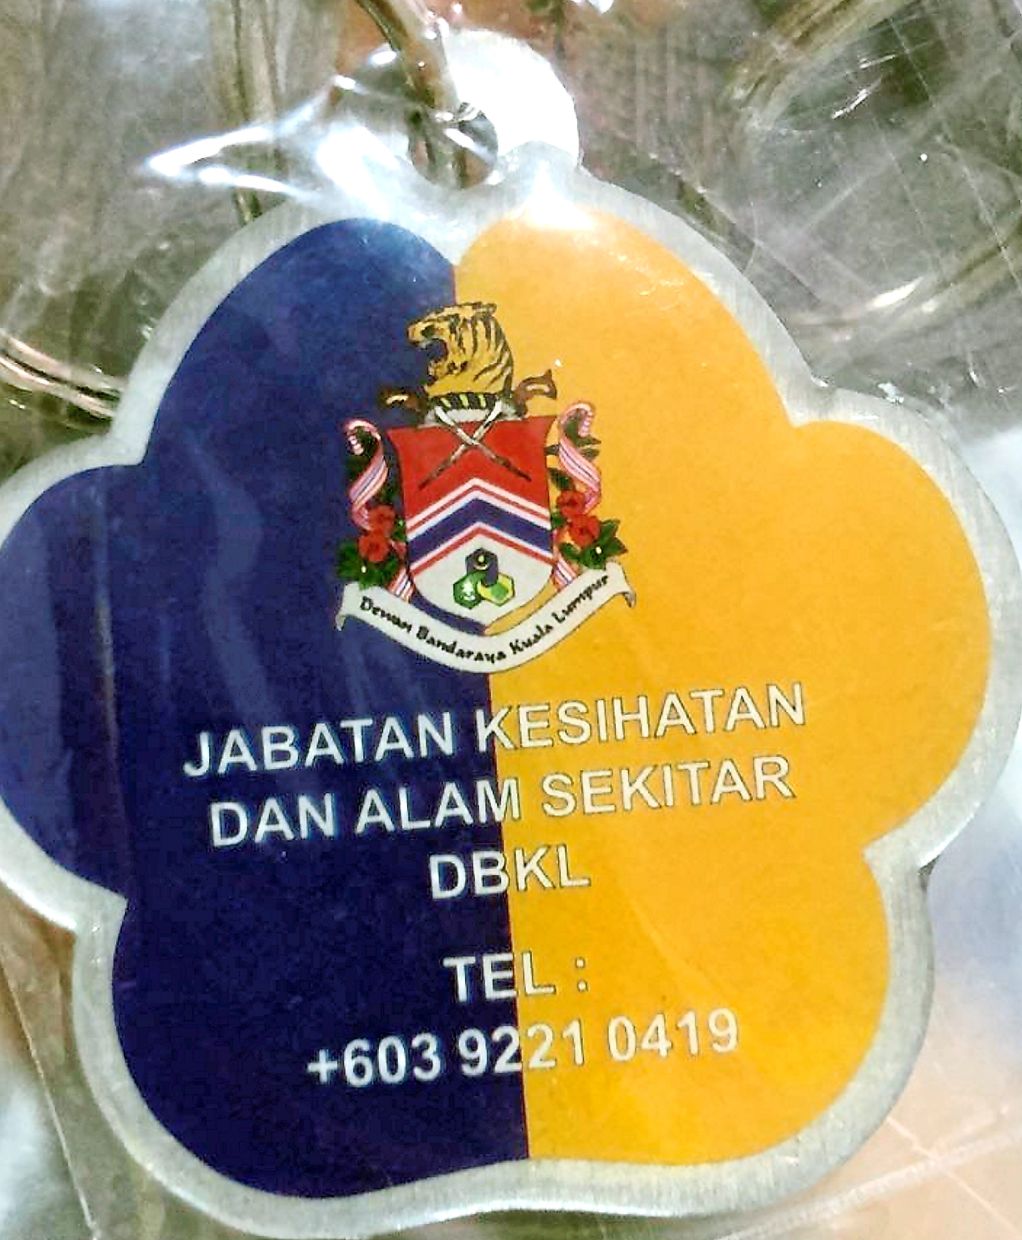 Dewan Bandaraya Kuala Lumpur
JABATAN KESIHATAN
DAN ALAM SEKITAR
DBKL
TEL :
+603 9221 0419